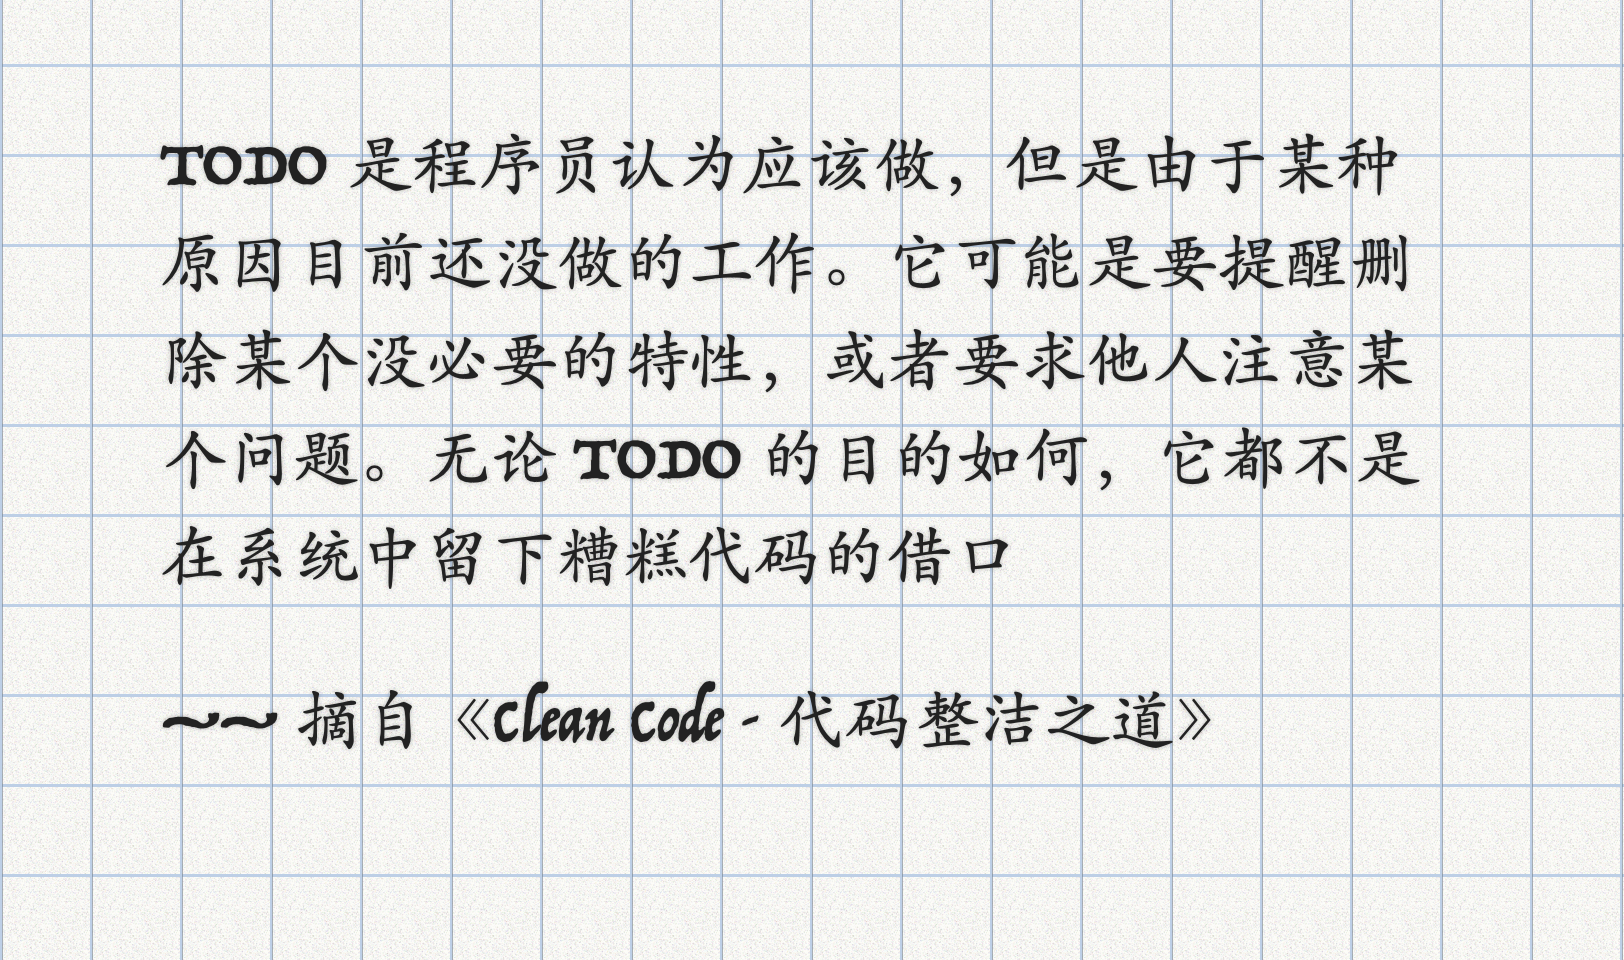 TODO 是程序员认为应该做，但是由于某种
原因目前还没做的工作。它可能是要提醒删
除某个没必要的特性，或者要求他人注意某
个问题。无论 TODO 的目的如何，它都不是
在系统中留下糟糕代码的借口
~~ 摘自《Clean Code - 代码整洁之道》